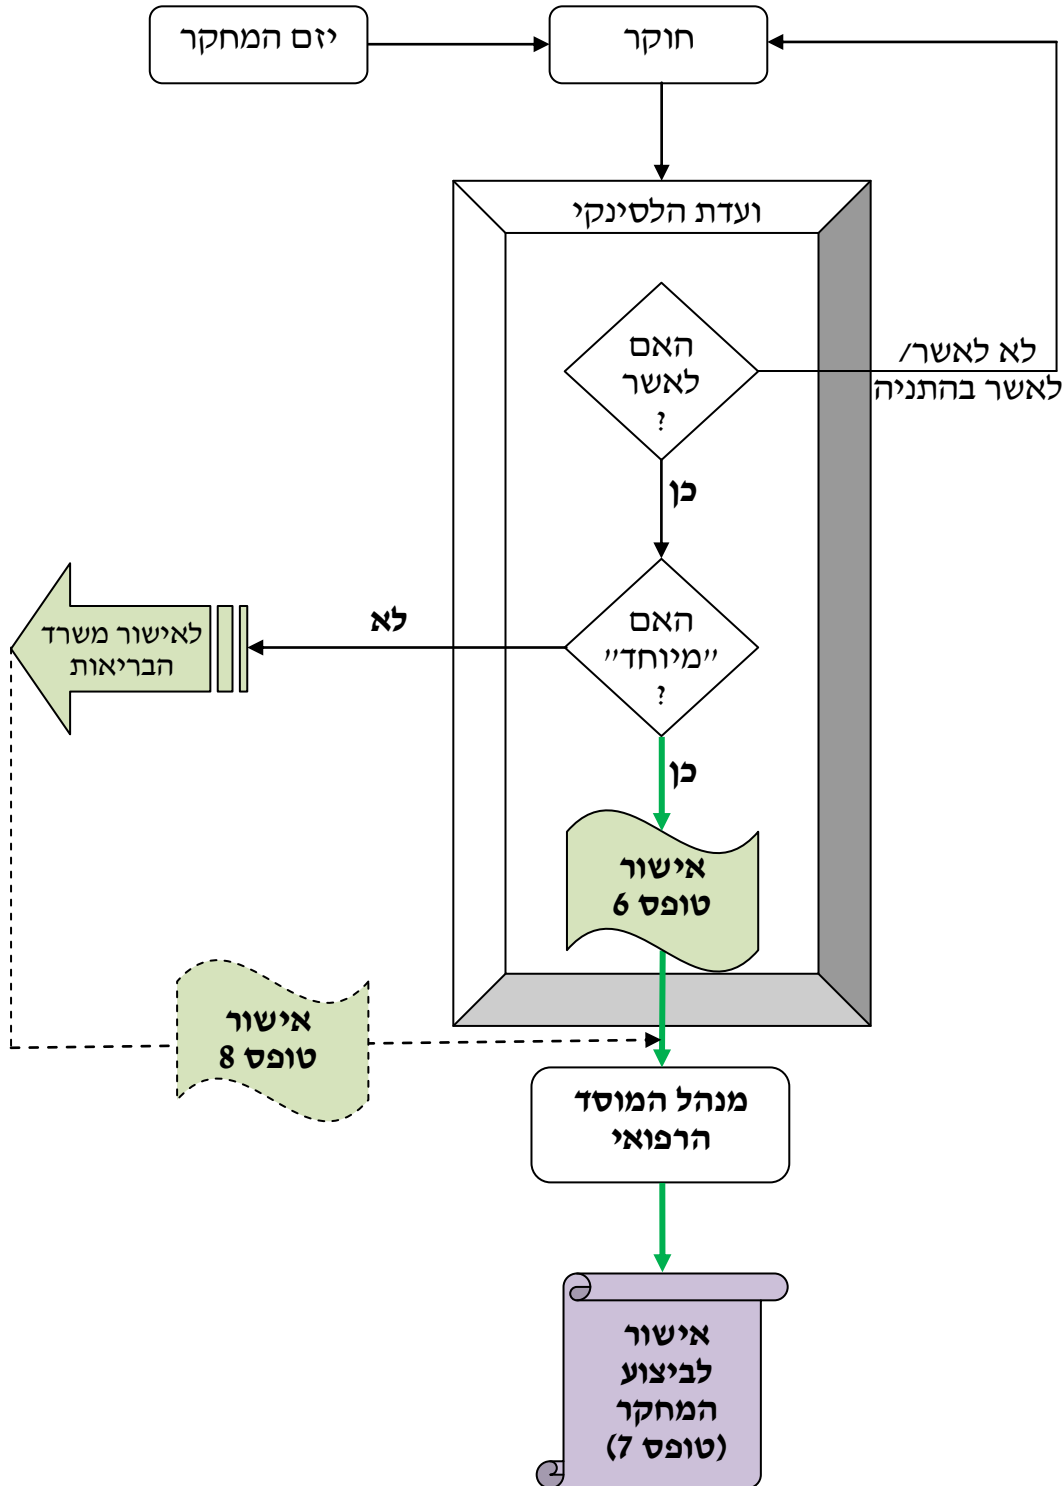 יזם המחקר
חוקר
ועדת הלסינקי
האם
לאשר
?
לא לאשר/
לאשר בהתניה
כן
האם
"מיוחד"
?
לא
לאישור משרד
הבריאות
כן
אישור
טופס 6
אישור
טופס 8
מנהל המוסד
הרפואי
אישור
לביצוע
המחקר
(טופס 7)